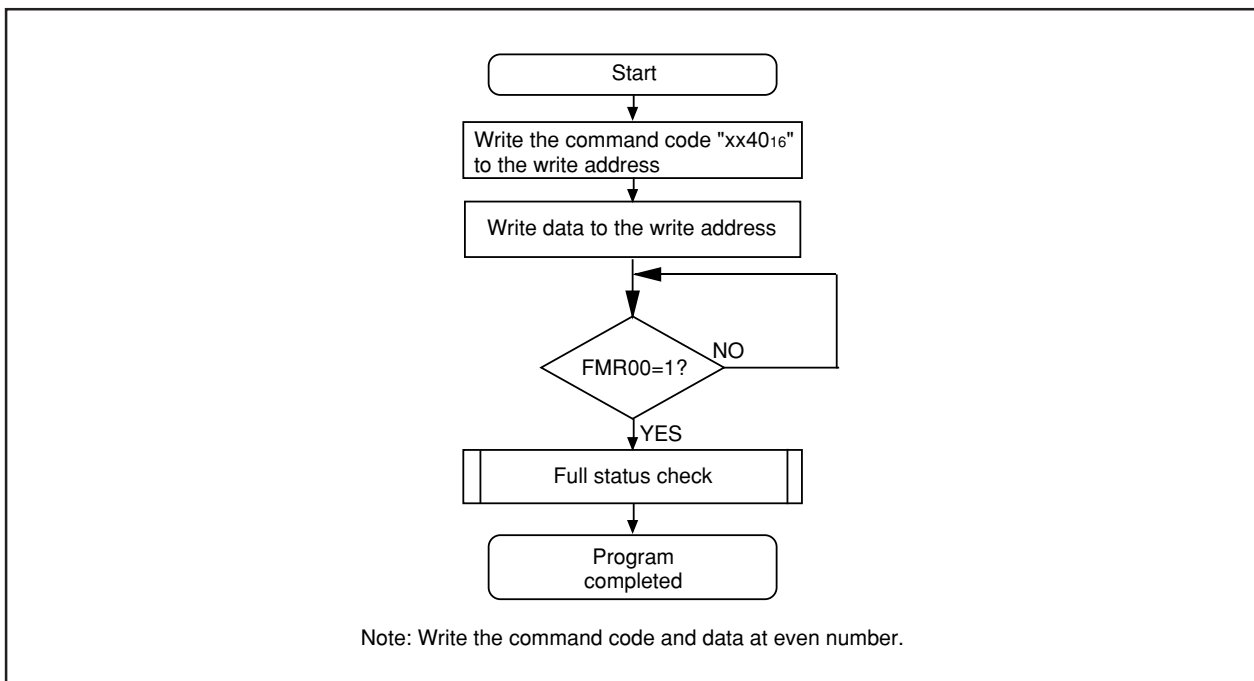 Start
Write the command code "xx40₁₆"
to the write address
Write data to the write address
FMR00=1?
NO
YES
Full status check
Program
completed
Note: Write the command code and data at even number.